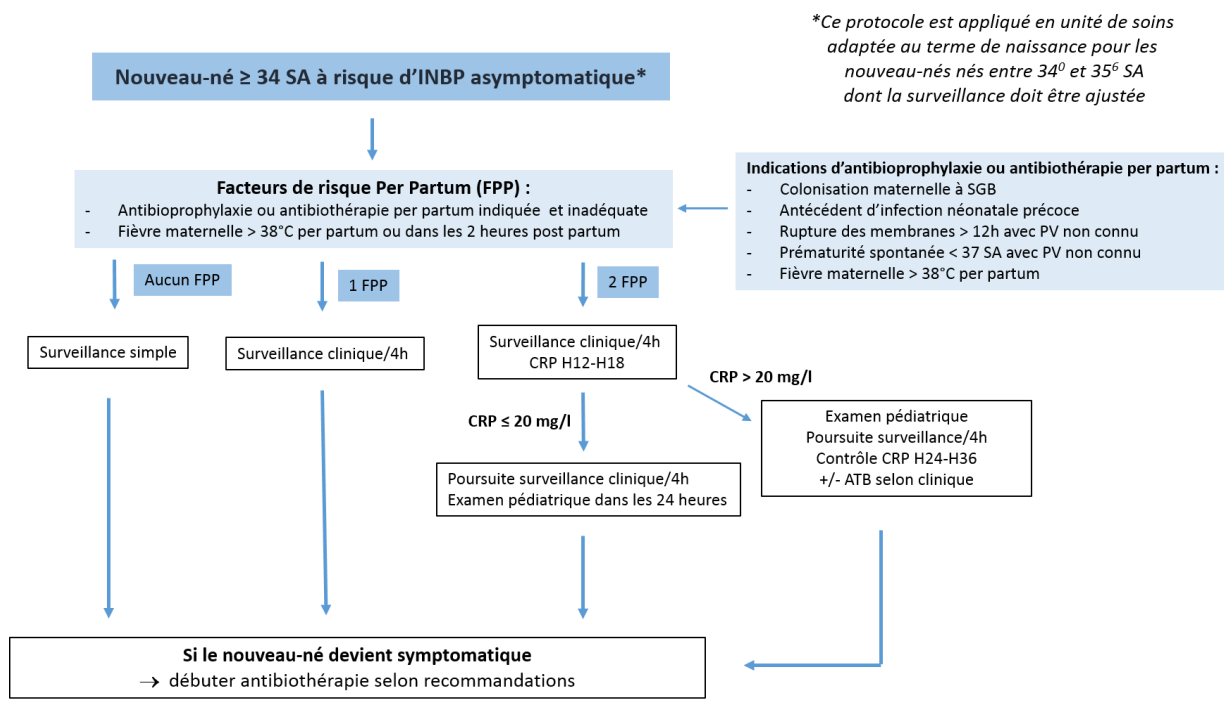 *Ce protocole est appliqué en unité de soins
adaptée au terme de naissance pour les
nouveau-nés nés entre 34⁰ et 35⁶ SA
dont la surveillance doit être ajustée
Nouveau-né ≥ 34 SA à risque d’INBP asymptomatique*
Facteurs de risque Per Partum (FPP) :
- Antibioprophylaxie ou antibiothérapie per partum indiquée et inadéquate
- Fièvre maternelle > 38°C per partum ou dans les 2 heures post partum
Indications d’antibioprophylaxie ou antibiothérapie per partum :
- Colonisation maternelle à SGB
- Antécédent d’infection néonatale précoce
- Rupture des membranes > 12h avec PV non connu
- Prématurité spontanée < 37 SA avec PV non connu
- Fièvre maternelle > 38°C per partum
Aucun FPP
1 FPP
2 FPP
Surveillance simple
Surveillance clinique/4h
Surveillance clinique/4h
CRP H12-H18
CRP > 20 mg/l
CRP ≤ 20 mg/l
Examen pédiatrique
Poursuite surveillance/4h
Contrôle CRP H24-H36
+/- ATB selon clinique
Poursuite surveillance clinique/4h
Examen pédiatrique dans les 24 heures
Si le nouveau-né devient symptomatique
→ débuter antibiothérapie selon recommandations